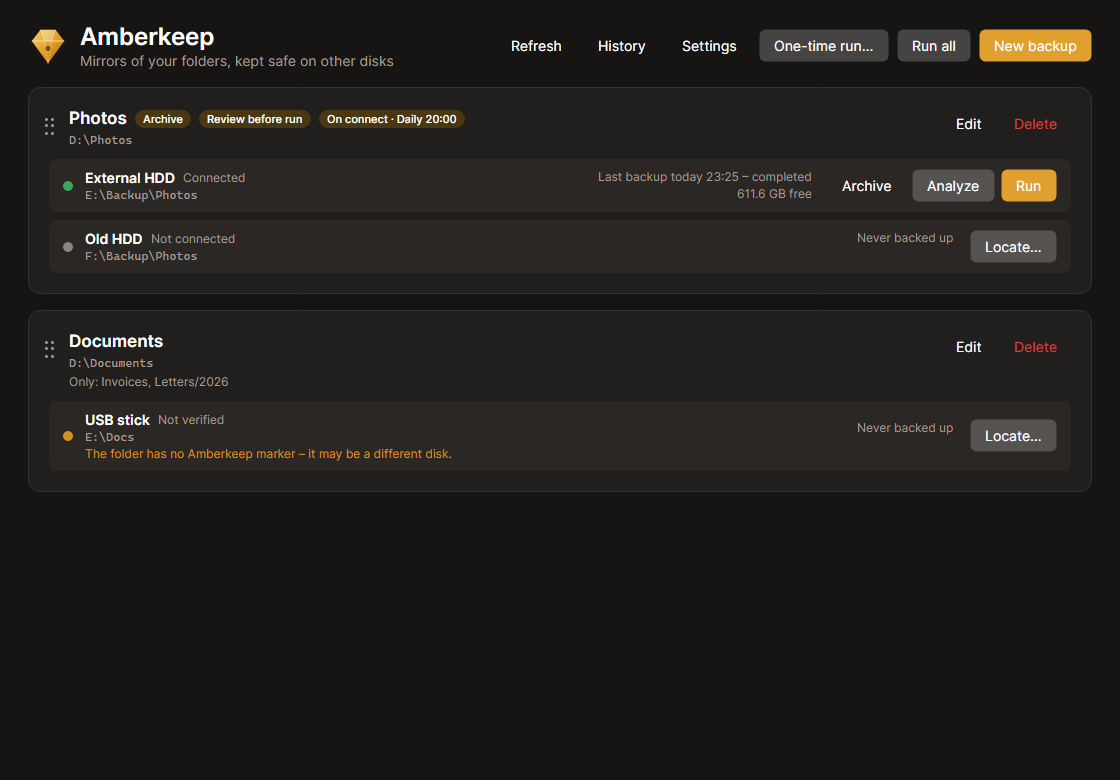 Amberkeep
Mirrors of your folders, kept safe on other disks
Refresh History Settings One-time run... Run all New backup
Photos Archive Review before run On connect · Daily 20:00
D:\Photos
Edit Delete
External HDD Connected
E:\Backup\Photos
Last backup today 23:25 – completed
611.6 GB free
Archive Analyze Run
Old HDD Not connected
F:\Backup\Photos
Never backed up
Locate...
Documents
D:\Documents
Only: Invoices, Letters/2026
Edit Delete
USB stick Not verified
E:\Docs
The folder has no Amberkeep marker – it may be a different disk.
Never backed up
Locate...